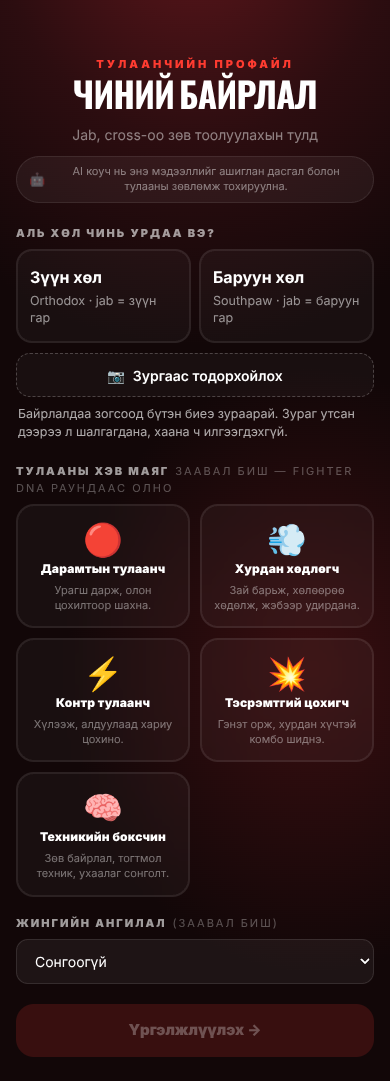 ТУЛААНЧИЙН ПРОФАЙЛ
ЧИНИЙ БАЙРЛАЛ
Jab, cross-оо зөв тоолуулахын тулд
AI коуч нь энэ мэдээллийг ашиглан дасгал болон
тулааны зөвлөмж тохируулна.
АЛЬ ХӨЛ ЧИНЬ УРДАА ВЭ?
Зүүн хөл
Orthodox · jab = зүүн
гар
Баруун хөл
Southpaw · jab = баруун
гар
Зургаас тодорхойлох
Байрлалдаа зогсоод бүтэн биеэ зураарай. Зураг утсан
дээрээ л шалгагдана, хаана ч илгээгдэхгүй.
ТУЛААНЫ ХЭВ МАЯГ ЗААВАЛ БИШ — FIGHTER
DNA РАУНДААС ОЛНО
Дарамтын тулаанч
Урагш дарж, олон
цохилтоор шахна.
Хурдан хөдлөгч
Зай барьж, хөлөөрөө
хөдөлж, жэбээр удирдана.
Контр тулаанч
Хүлээж, алдуулаад хариу
цохино.
Тэсрэмтгий цохигч
Гэнэт орж, хурдан хүчтэй
комбо шиднэ.
Техникийн боксчин
Зөв байрлал, тогтмол
техник, ухаалаг сонголт.
ЖИНГИЙН АНГИЛАЛ (ЗААВАЛ БИШ)
Сонгоогүй
Үргэлжлүүлэх →